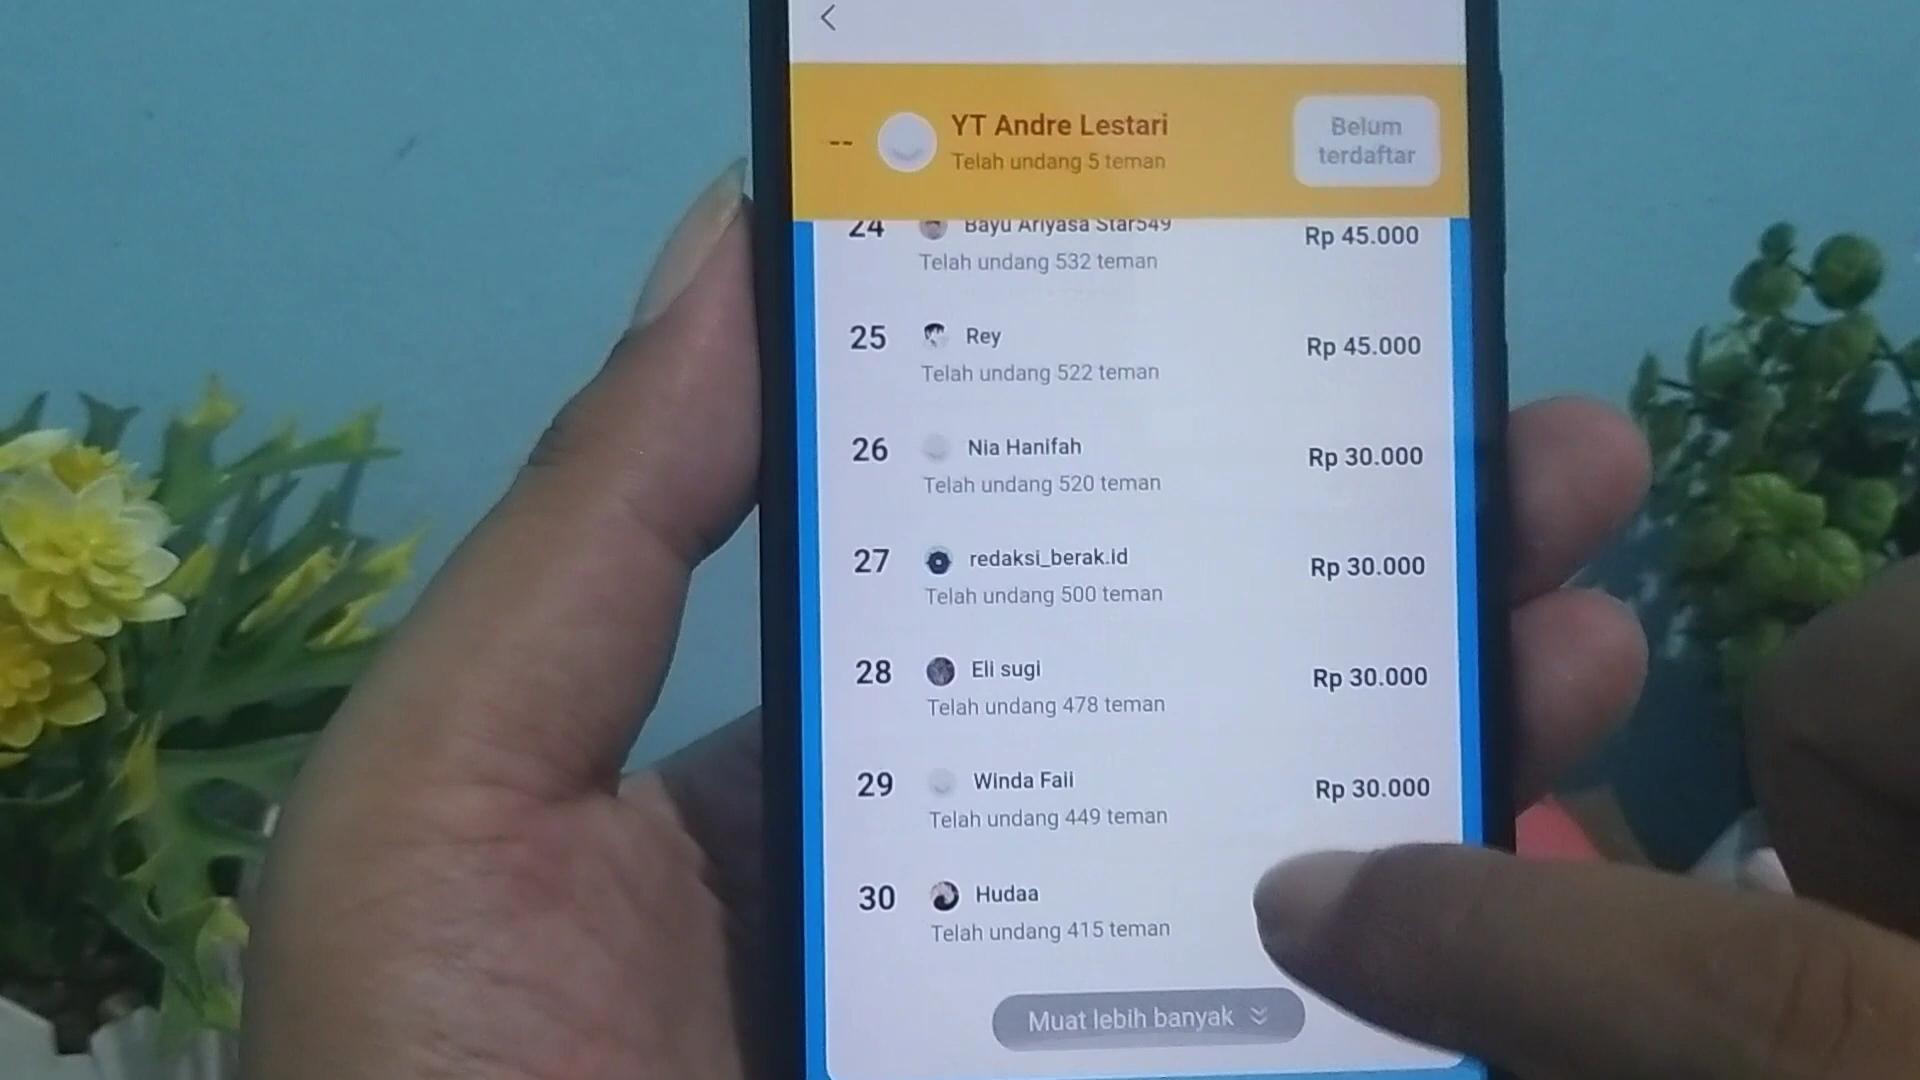 YT Andre Lestari
Telah undang 5 teman
Belum
terdaftar
24 Bayu Ariyasa Star549 Rp 45.000
Telah undang 532 teman
25 Rey Rp 45.000
Telah undang 522 teman
26 Nia Hanifah Rp 30.000
Telah undang 520 teman
27 redaksi_berak.id Rp 30.000
Telah undang 500 teman
28 Eli sugi Rp 30.000
Telah undang 478 teman
29 Winda Faii Rp 30.000
Telah undang 449 teman
30 Hudaa
Telah undang 415 teman
Muat lebih banyak